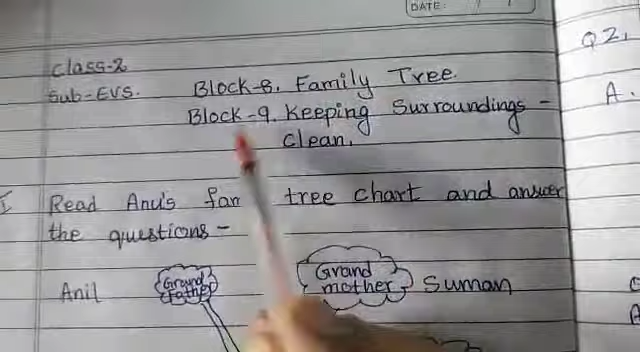 DATE:
Class-2
Sub-EVS.
Block-8. Family Tree.
Block-9. Keeping Surroundings-
Clean.
I Read Anu's tree chart and answer
the questions-
Anil
Grand
Father
Grand
mother
Suman
Q2.
A.